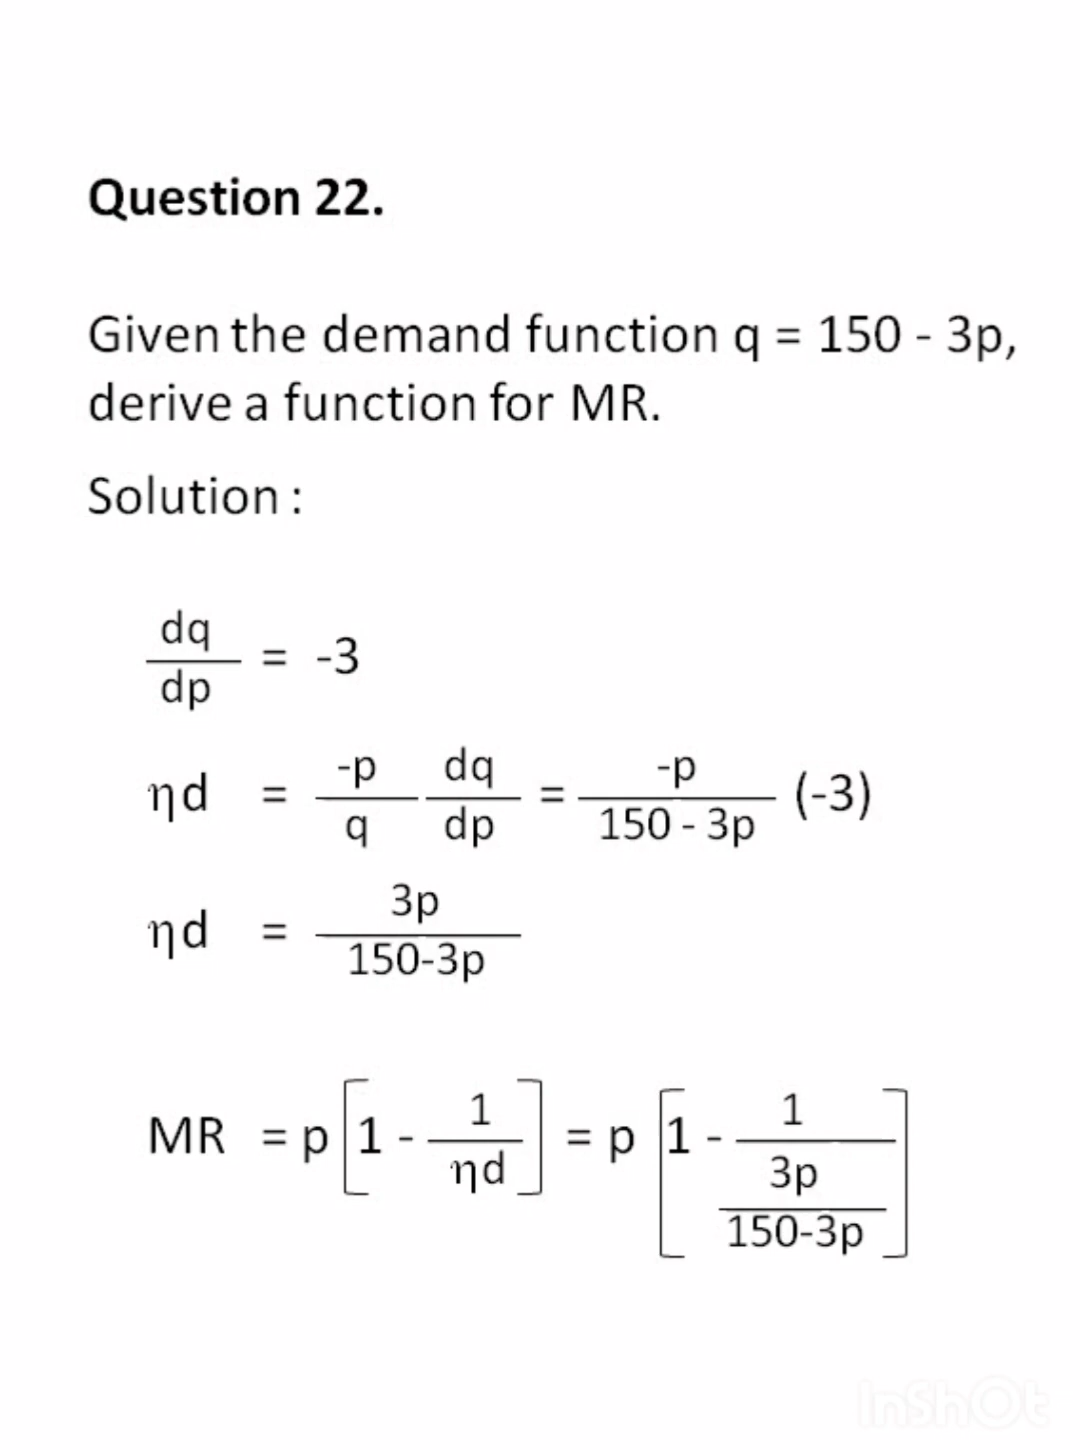 Question 22.
Given the demand function q = 150 - 3p,
derive a function for MR.
Solution :
dq/dp = -3
ηd = -p/q dq/dp = -p/150 - 3p (-3)
ηd = 3p/150-3p
MR = p [1 - 1/ηd] = p [1 - 1/3p/150-3p]
InShOt